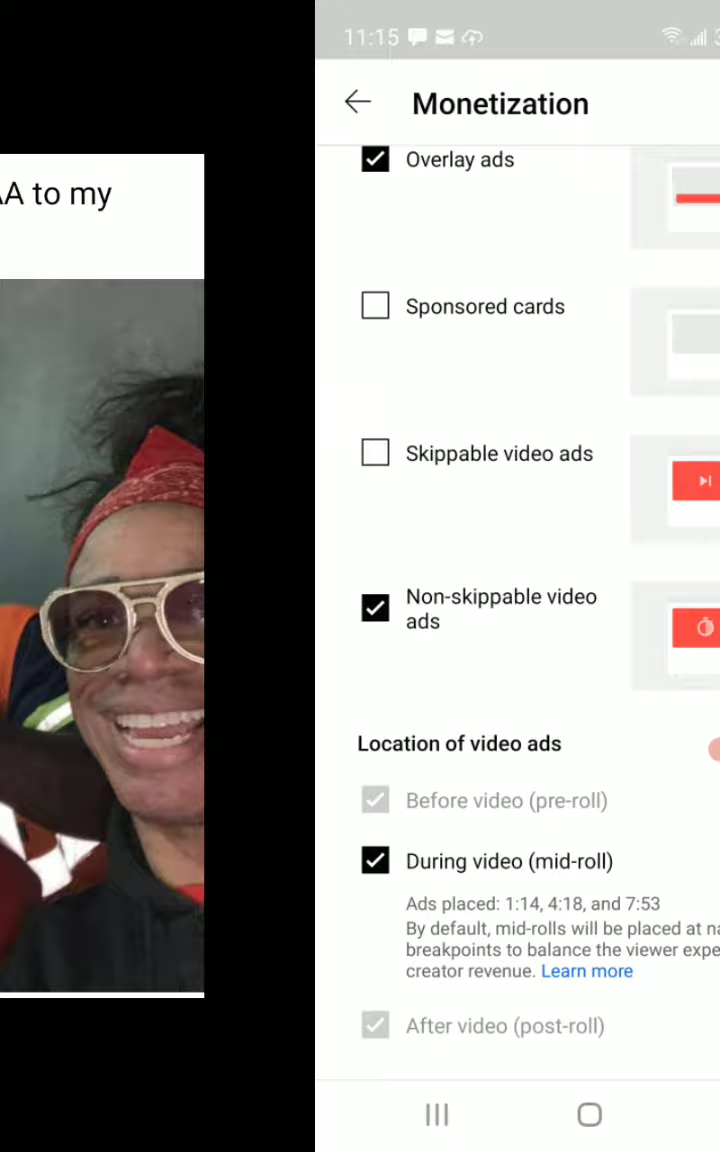 A to my
11:15
Monetization
Overlay ads
Sponsored cards
Skippable video ads
Non-skippable video
ads
Location of video ads
Before video (pre-roll)
During video (mid-roll)
Ads placed: 1:14, 4:18, and 7:53
By default, mid-rolls will be placed at
breakpoints to balance the viewer
creator revenue. Learn more
After video (post-roll)